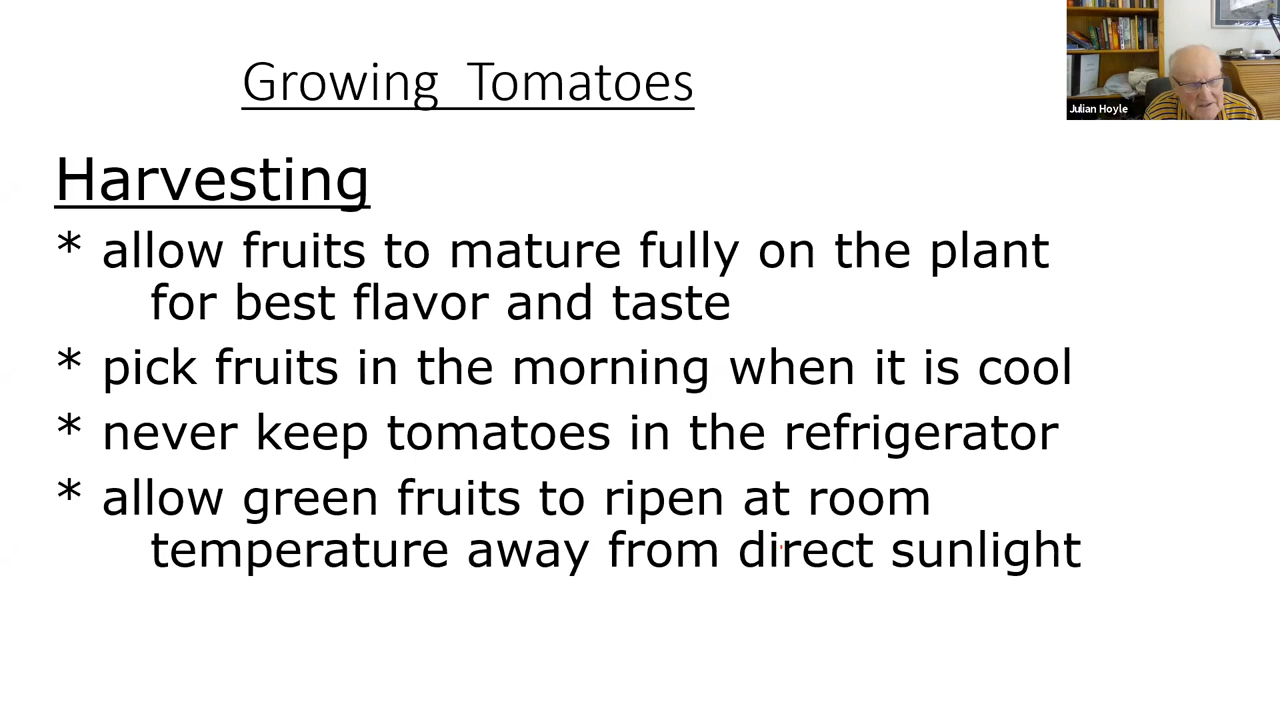 Growing Tomatoes
Julian Hoyle
Harvesting
* allow fruits to mature fully on the plant
for best flavor and taste
* pick fruits in the morning when it is cool
* never keep tomatoes in the refrigerator
* allow green fruits to ripen at room
temperature away from direct sunlight